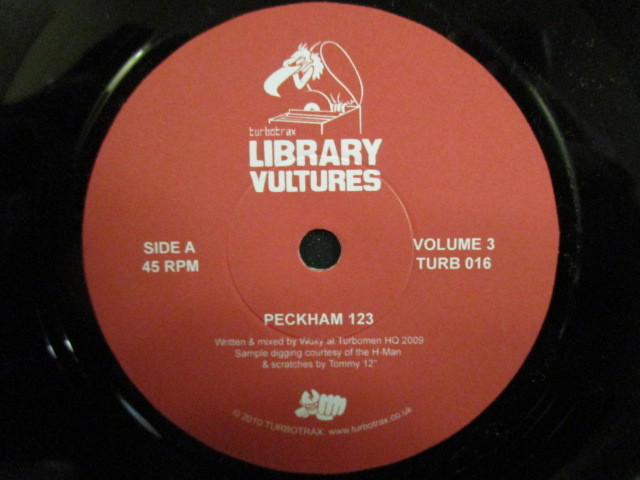 turbotrax
LIBRARY
VULTURES
SIDE A
45 RPM
VOLUME 3
TURB 016
PECKHAM 123
Written & mixed by Woxy at Turbomen HQ 2009
Sample digging courtesy of the H-Man
& scratches by Tommy 12"
© 2010 TURBOTRAX. www.turbotrax.co.uk